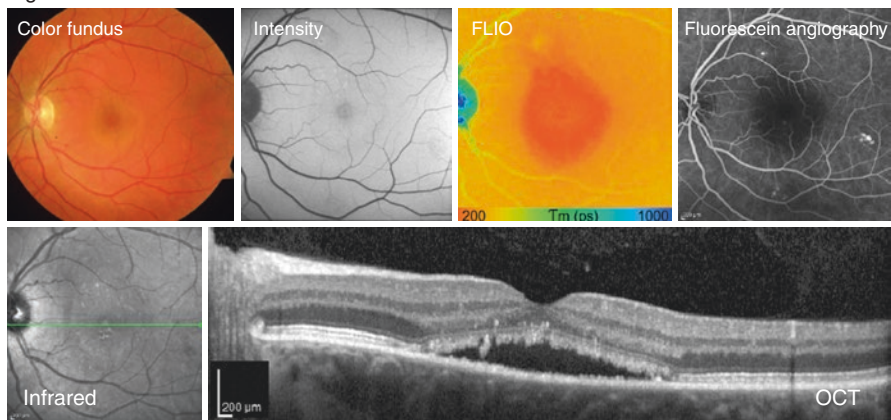 Color fundus
Intensity
FLIO
Fluorescein angiography
200 Tm (ps) 1000
Infrared
200 µm
OCT